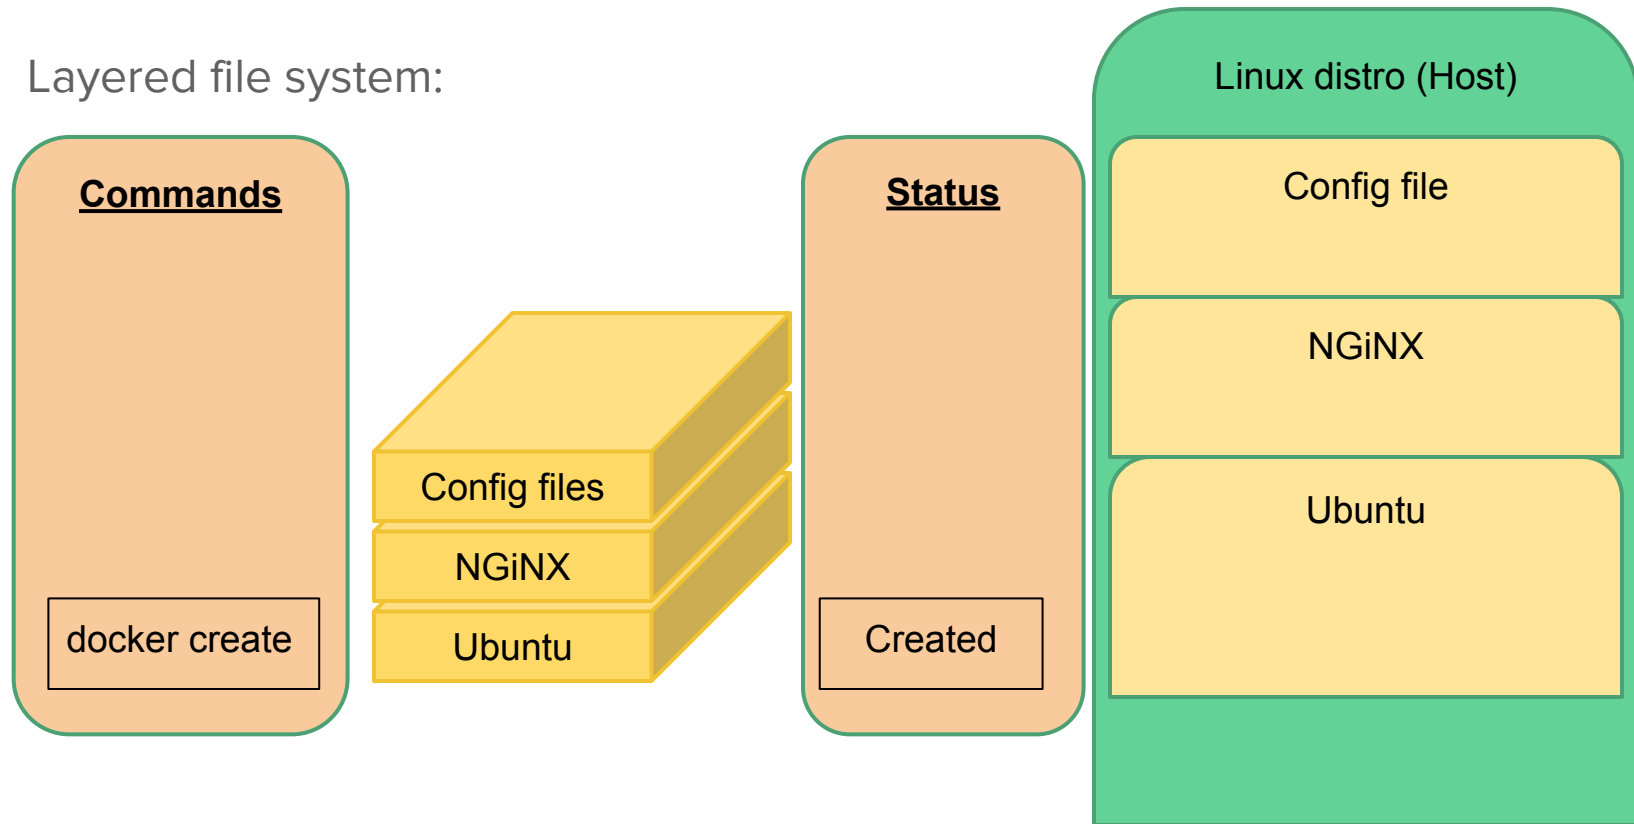 Layered file system:
Commands
docker create
Config files
NGiNX
Ubuntu
Status
Created
Linux distro (Host)
Config file
NGiNX
Ubuntu